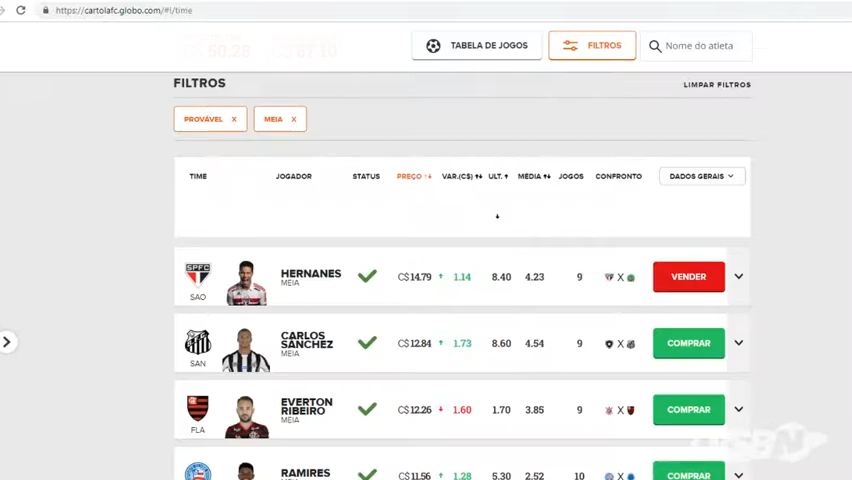 https://cartolafc.globo.com/#!/time
TABELA DE JOGOS
FILTROS
Nome do atleta
FILTROS
LIMPAR FILTROS
PROVÁVEL X
MEIA X
TIME JOGADOR STATUS PREÇO VAR.(C$) ULT. MÉDIA JOGOS CONFRONTO DADOS GERAIS
SPFC
SAO
HERNANES
MEIA
C$ 14.79 1.14 8.40 4.23 9 X VENDER
SAN
CARLOS
SANCHEZ
MEIA
C$ 12.84 1.73 8.60 4.54 9 X COMPRAR
FLA
EVERTON
RIBEIRO
MEIA
C$ 12.26 1.60 1.70 3.85 9 X COMPRAR
RAMIRES
C$ 11.56 1.28 5.30 2.52 10 X COMPRAR